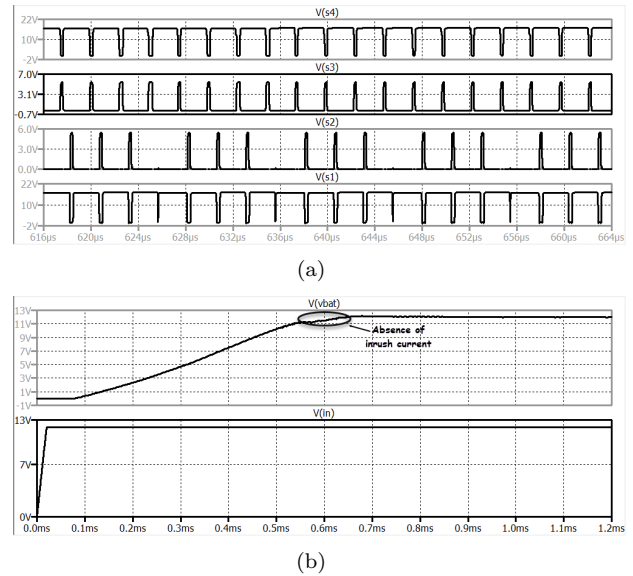 V(s4)
22V
10V
-2V
V(s3)
7.0V
3.1V
-0.7V
V(s2)
6.0V
3.0V
0.0V
V(s1)
22V
10V
-2V
616µs 620µs 624µs 628µs 632µs 636µs 640µs 644µs 648µs 652µs 656µs 660µs 664µs
(a)
V(vbat)
13V
11V
9V
7V
5V
3V
1V
-1V
Absence of
inrush current
V(in)
13V
7V
0V
0.0ms 0.1ms 0.2ms 0.3ms 0.4ms 0.5ms 0.6ms 0.7ms 0.8ms 0.9ms 1.0ms 1.1ms 1.2ms
(b)